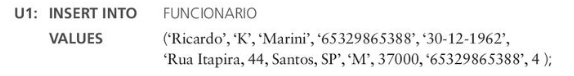 U1: INSERT INTO FUNCIONARIO
VALUES (‘Ricardo’, ‘K’, ‘Marini’, ‘65329865388’, ‘30-12-1962’,
‘Rua Itapira, 44, Santos, SP’, ‘M’, 37000, ‘65329865388’, 4 );